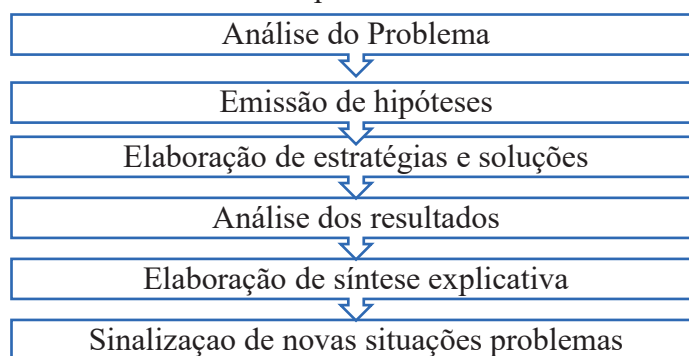 Análise do Problema
Emissão de hipóteses
Elaboração de estratégias e soluções
Análise dos resultados
Elaboração de síntese explicativa
Sinalizaçao de novas situações problemas